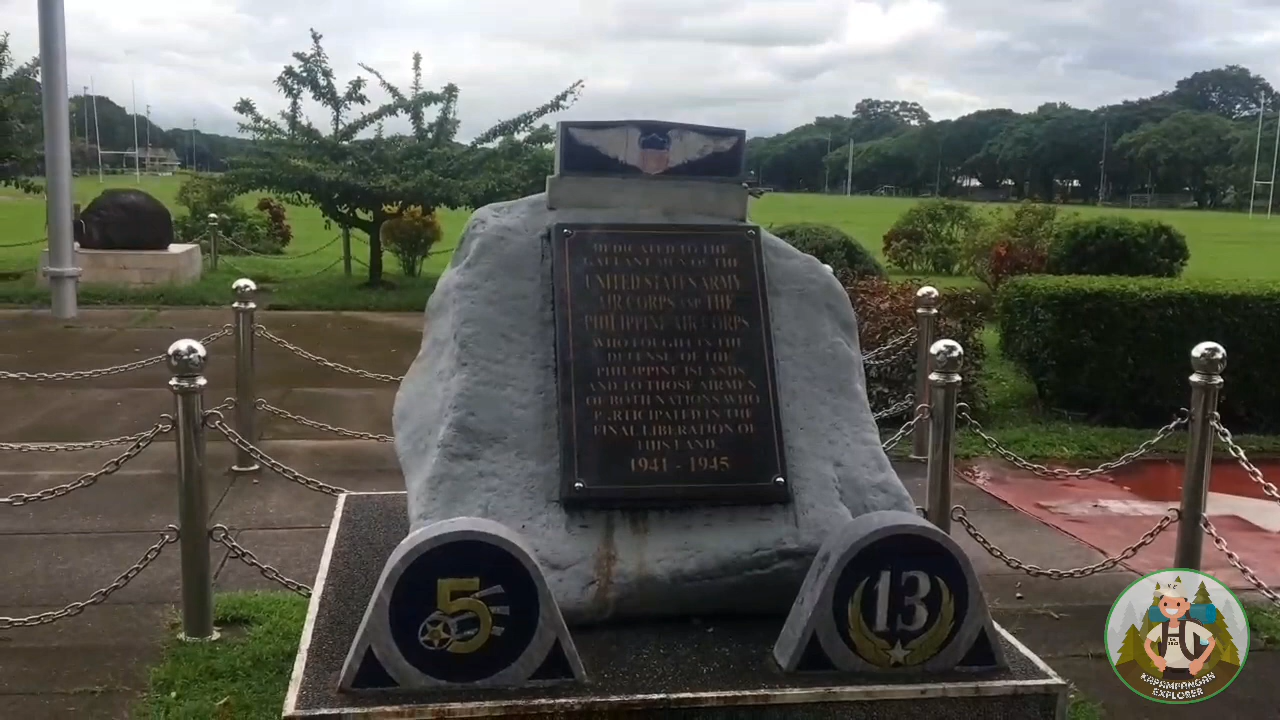 DEDICATED TO THE
GALLANT MEN OF THE
UNITED STATES ARMY
AIR CORPS AND THE
PHILIPPINE AIR CORPS
WHO FOUGHT IN THE
DEFENSE OF THE
PHILIPPINE ISLANDS
AND TO THOSE AIRMEN
OF BOTH NATIONS WHO
PARTICIPATED IN THE
FINAL LIBERATION OF
THIS LAND
1941 - 1945
5
13
KAPAMPANGAN
EXPLORER